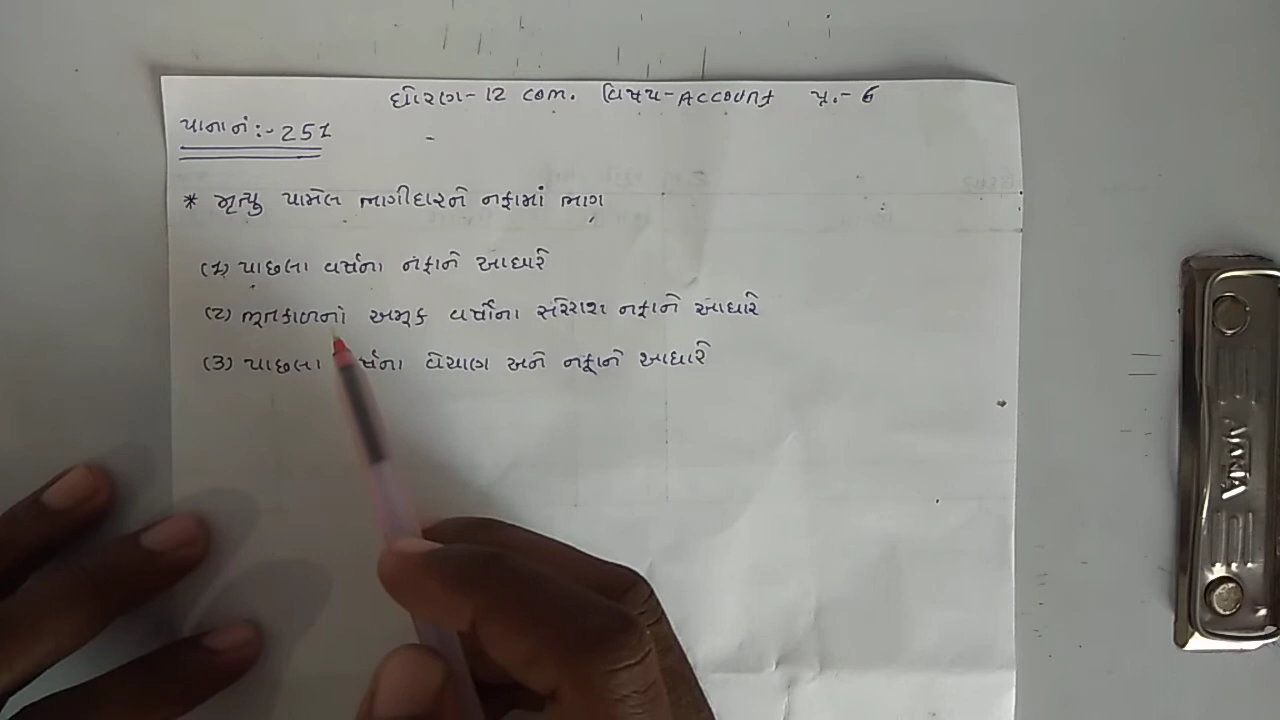 ધોરણ-12 com. વિષય-Account પ્ર.-6
પાના નં:-251
* મૃત્યુ પામેલ ભાગીદારને નફામાં ભાગ
(1) પાછલા વર્ષના નફાને આધારે
(2) ભૂતકાળનાં અમૂક વર્ષોના સરેરાશ નફાને આધારે
(3) પાછલા વર્ષના વેચાણ અને નફાને આધારે
AJANTA